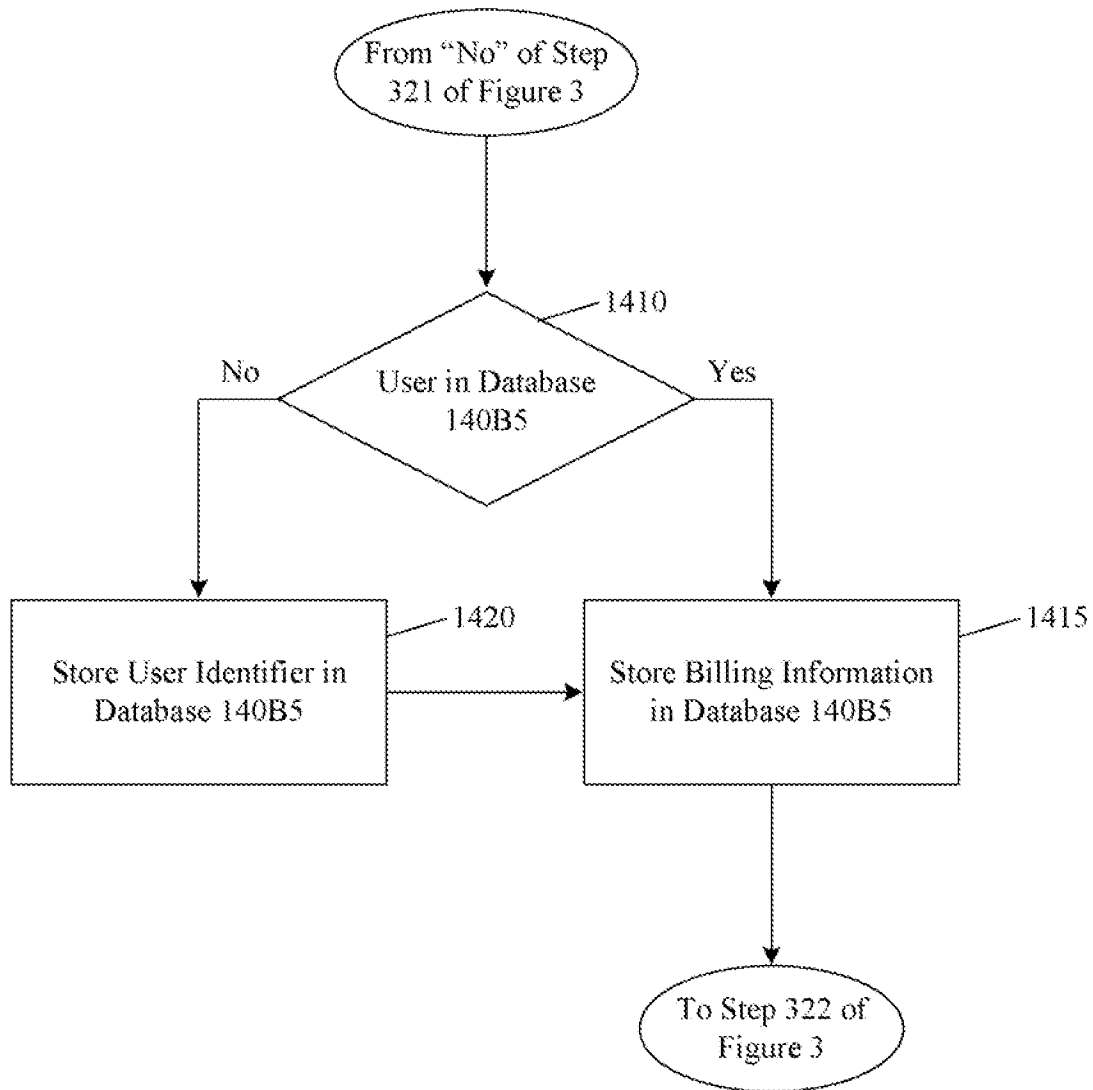 From “No” of Step
321 of Figure 3
1410
No
User in Database
140B5
Yes
1420
Store User Identifier in
Database 140B5
1415
Store Billing Information
in Database 140B5
To Step 322 of
Figure 3